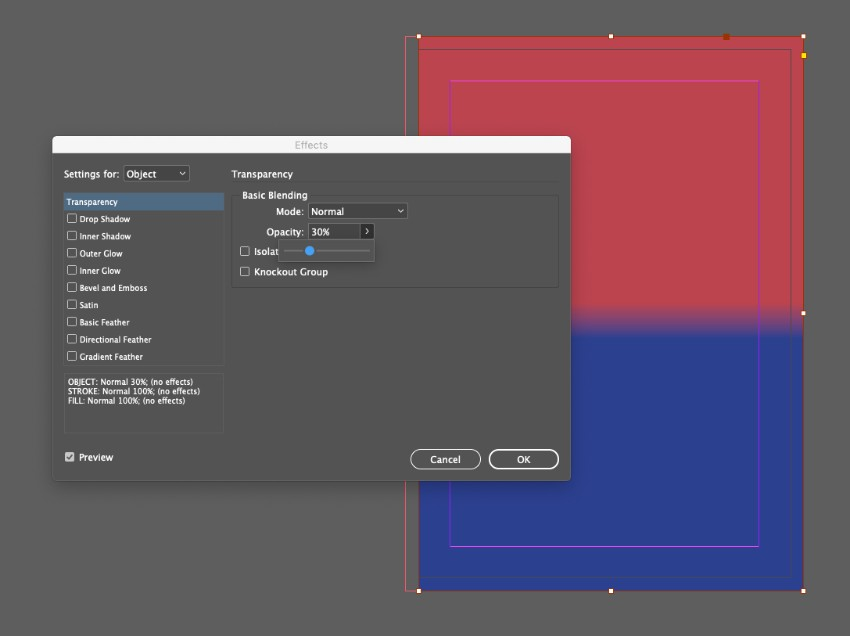 Effects
Settings for: Object
Transparency
Transparency
Drop Shadow
Inner Shadow
Outer Glow
Inner Glow
Bevel and Emboss
Satin
Basic Feather
Directional Feather
Gradient Feather
Basic Blending
Mode: Normal
Opacity: 30%
Isolat
Knockout Group
OBJECT: Normal 30%; (no effects)
STROKE: Normal 100%; (no effects)
FILL: Normal 100%; (no effects)
Preview
Cancel
OK